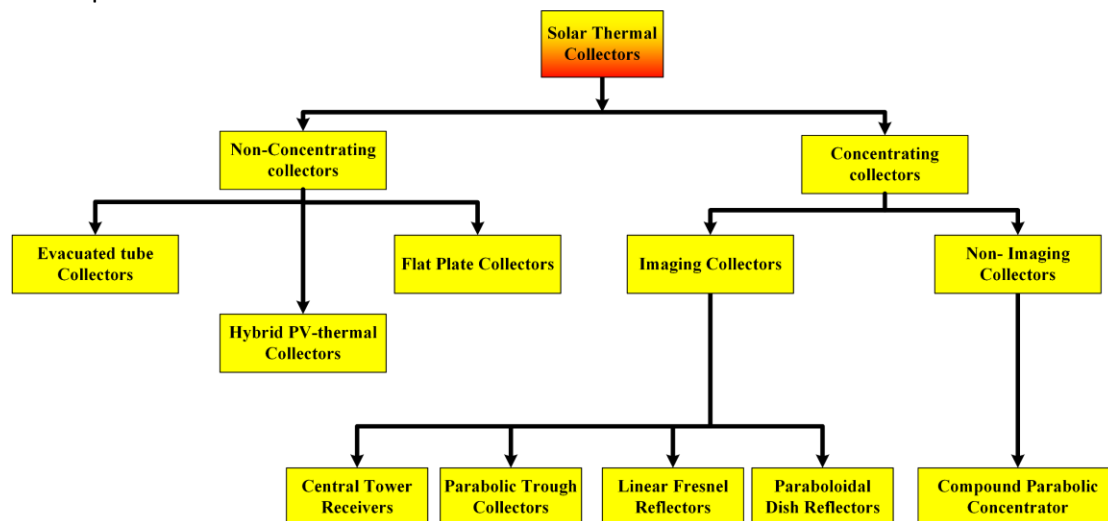 Solar Thermal
Collectors
Non-Concentrating
collectors
Concentrating
collectors
Evacuated tube
Collectors
Flat Plate Collectors
Imaging Collectors
Non- Imaging
Collectors
Hybrid PV-thermal
Collectors
Central Tower
Receivers
Parabolic Trough
Collectors
Linear Fresnel
Reflectors
Paraboloidal
Dish Reflectors
Compound Parabolic
Concentrator